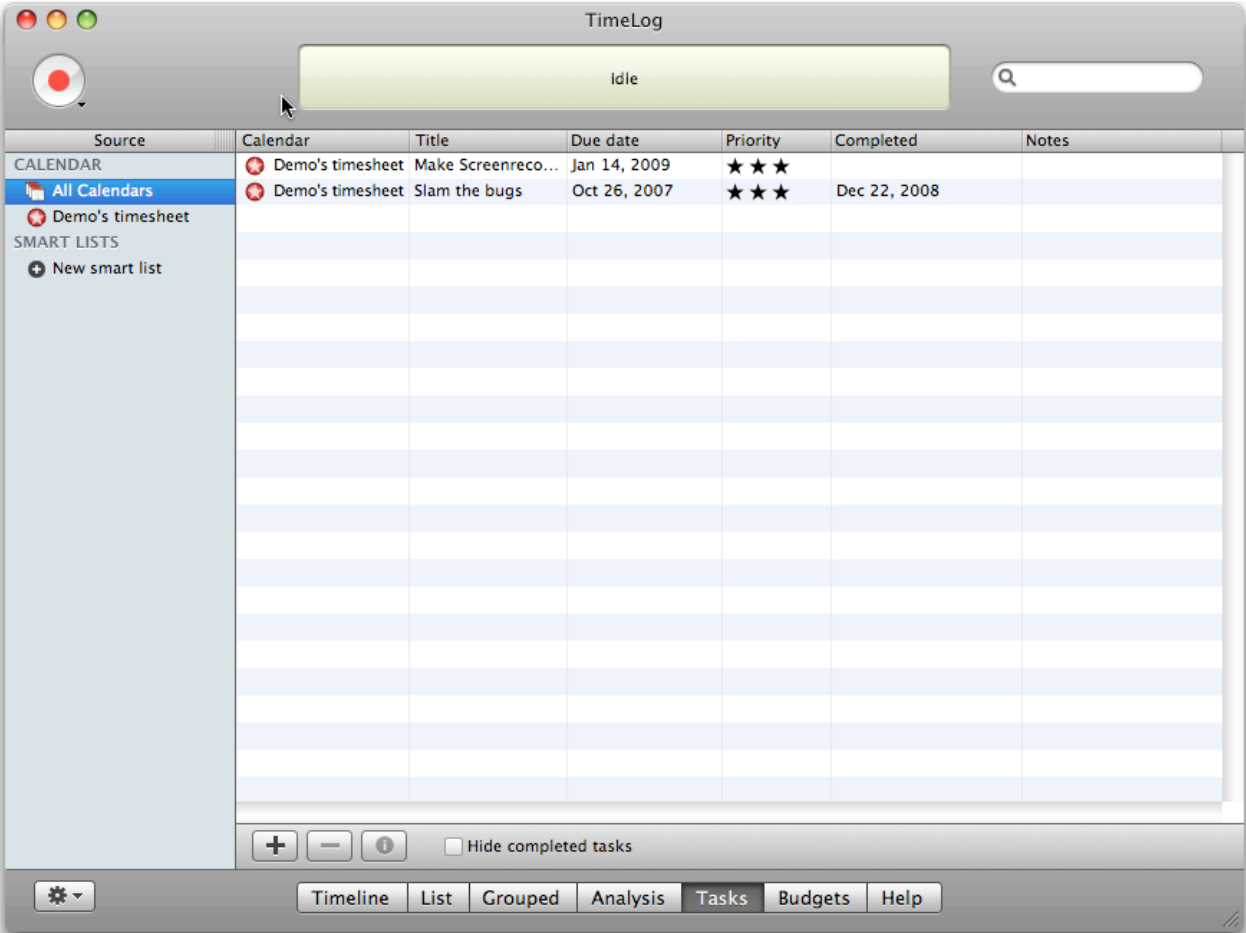 TimeLog
idle
Source
Calendar Title Due date Priority Completed Notes
CALENDAR
All Calendars
Demo's timesheet
SMART LISTS
New smart list
Demo's timesheet Make Screenreco... Jan 14, 2009 ★★★
Demo's timesheet Slam the bugs Oct 26, 2007 ★★★ Dec 22, 2008
Hide completed tasks
Timeline List Grouped Analysis Tasks Budgets Help